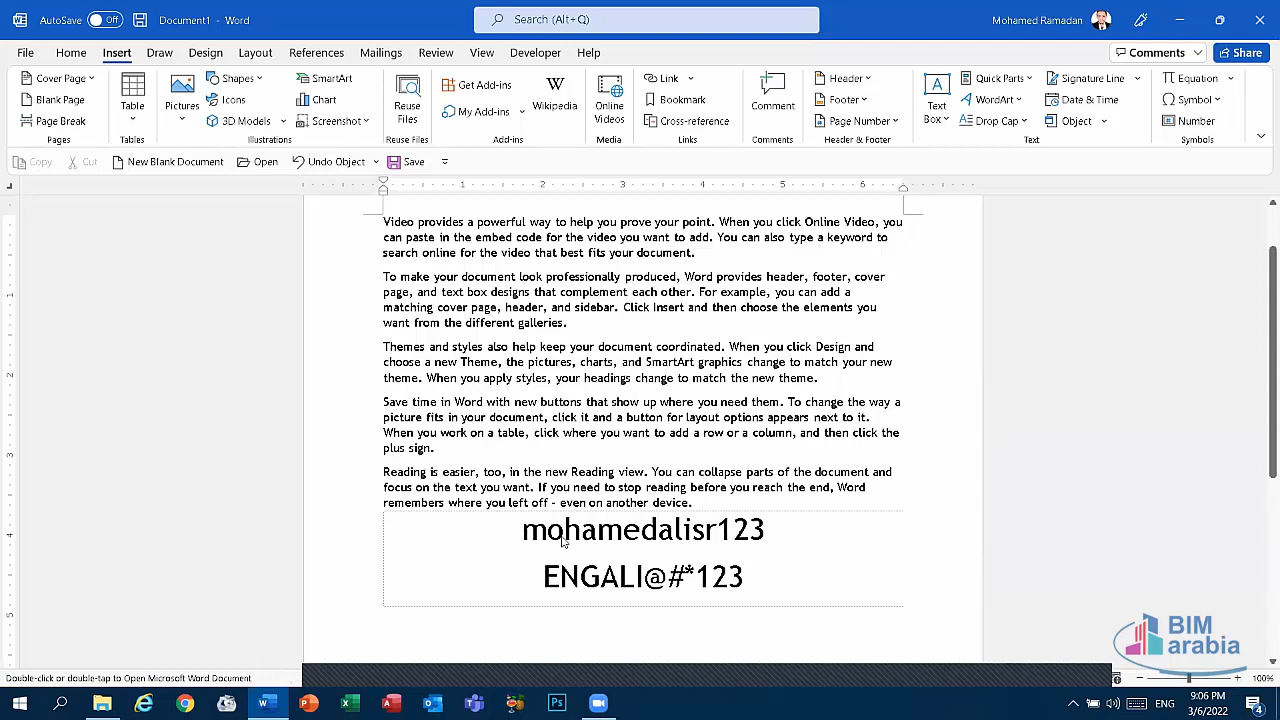 AutoSave Off Document1 - Word Search (Alt+Q) Mohamed Ramadan
File Home Insert Draw Design Layout References Mailings Review View Developer Help Comments Share
Cover Page
Blank Page
Page Break
Pages
Table
Tables
Pictures
Shapes
Icons
3D Models
SmartArt
Chart
Screenshot
Illustrations
Reuse
Files
Reuse Files
Get Add-ins
My Add-ins
Wikipedia
Add-ins
Online
Videos
Media
Link
Bookmark
Cross-reference
Links
Comment
Comments
Header
Footer
Page Number
Header & Footer
Text
Box
Quick Parts
WordArt
Drop Cap
Signature Line
Date & Time
Object
Text
Equation
Symbol
Number
Symbols
Copy Cut New Blank Document Open Undo Object Save
1 2 3 4 5 6
Video provides a powerful way to help you prove your point. When you click Online Video, you
can paste in the embed code for the video you want to add. You can also type a keyword to
search online for the video that best fits your document.
To make your document look professionally produced, Word provides header, footer, cover
page, and text box designs that complement each other. For example, you can add a
matching cover page, header, and sidebar. Click Insert and then choose the elements you
want from the different galleries.
Themes and styles also help keep your document coordinated. When you click Design and
choose a new Theme, the pictures, charts, and SmartArt graphics change to match your new
theme. When you apply styles, your headings change to match the new theme.
Save time in Word with new buttons that show up where you need them. To change the way a
picture fits in your document, click it and a button for layout options appears next to it.
When you work on a table, click where you want to add a row or a column, and then click the
plus sign.
Reading is easier, too, in the new Reading view. You can collapse parts of the document and
focus on the text you want. If you need to stop reading before you reach the end, Word
remembers where you left off - even on another device.
mohamedalisr123
ENGALI@#*123
1
2
3
4
5
BIM
arabia
Double-click or double-tap to Open Microsoft Word Document 100%
ENG 9:06 PM
3/6/2022
4